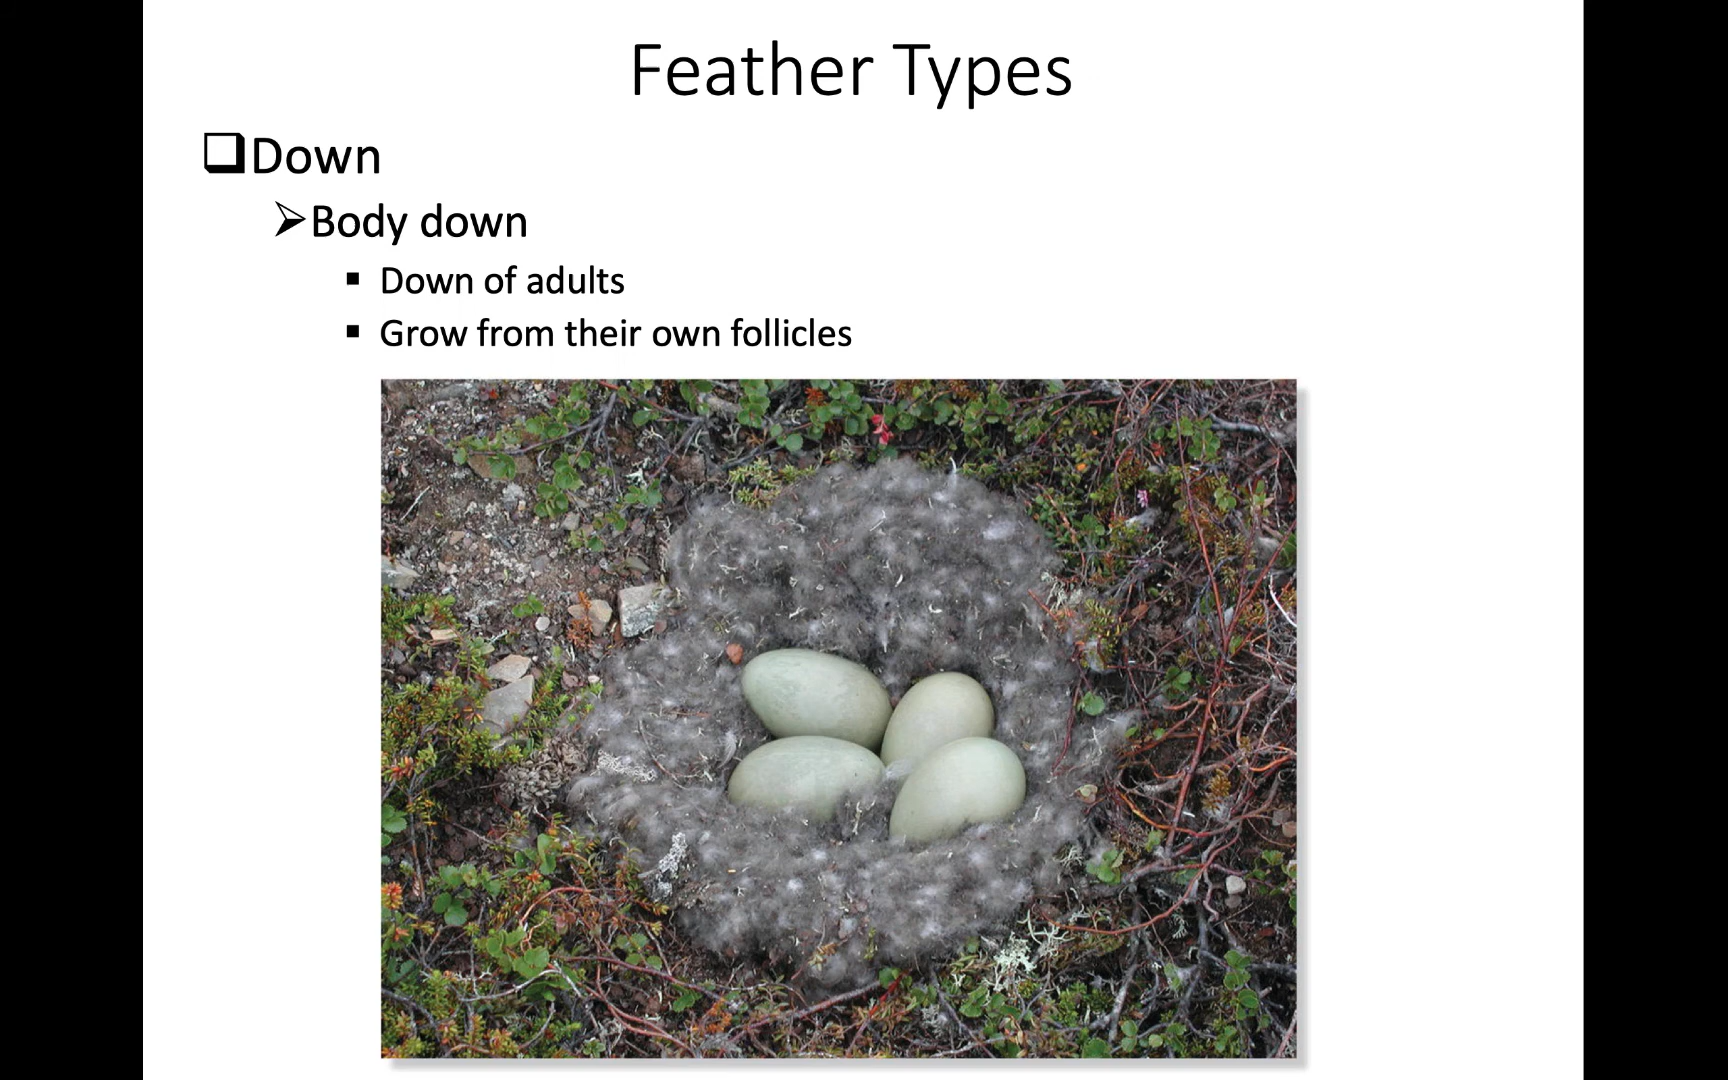 Feather Types
Down
Body down
Down of adults
Grow from their own follicles